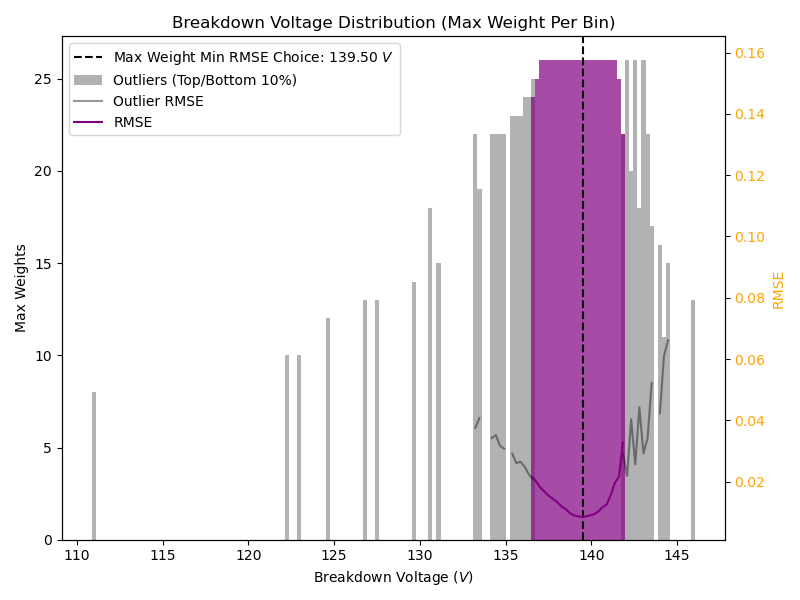 Breakdown Voltage Distribution (Max Weight Per Bin)
Max Weight Min RMSE Choice: 139.50 V
Outliers (Top/Bottom 10%)
Outlier RMSE
RMSE
Max Weights
0
5
10
15
20
25
110
115
120
125
130
135
140
145
Breakdown Voltage (V)
0.16
0.14
0.12
0.10
0.08
0.06
0.04
0.02
RMSE